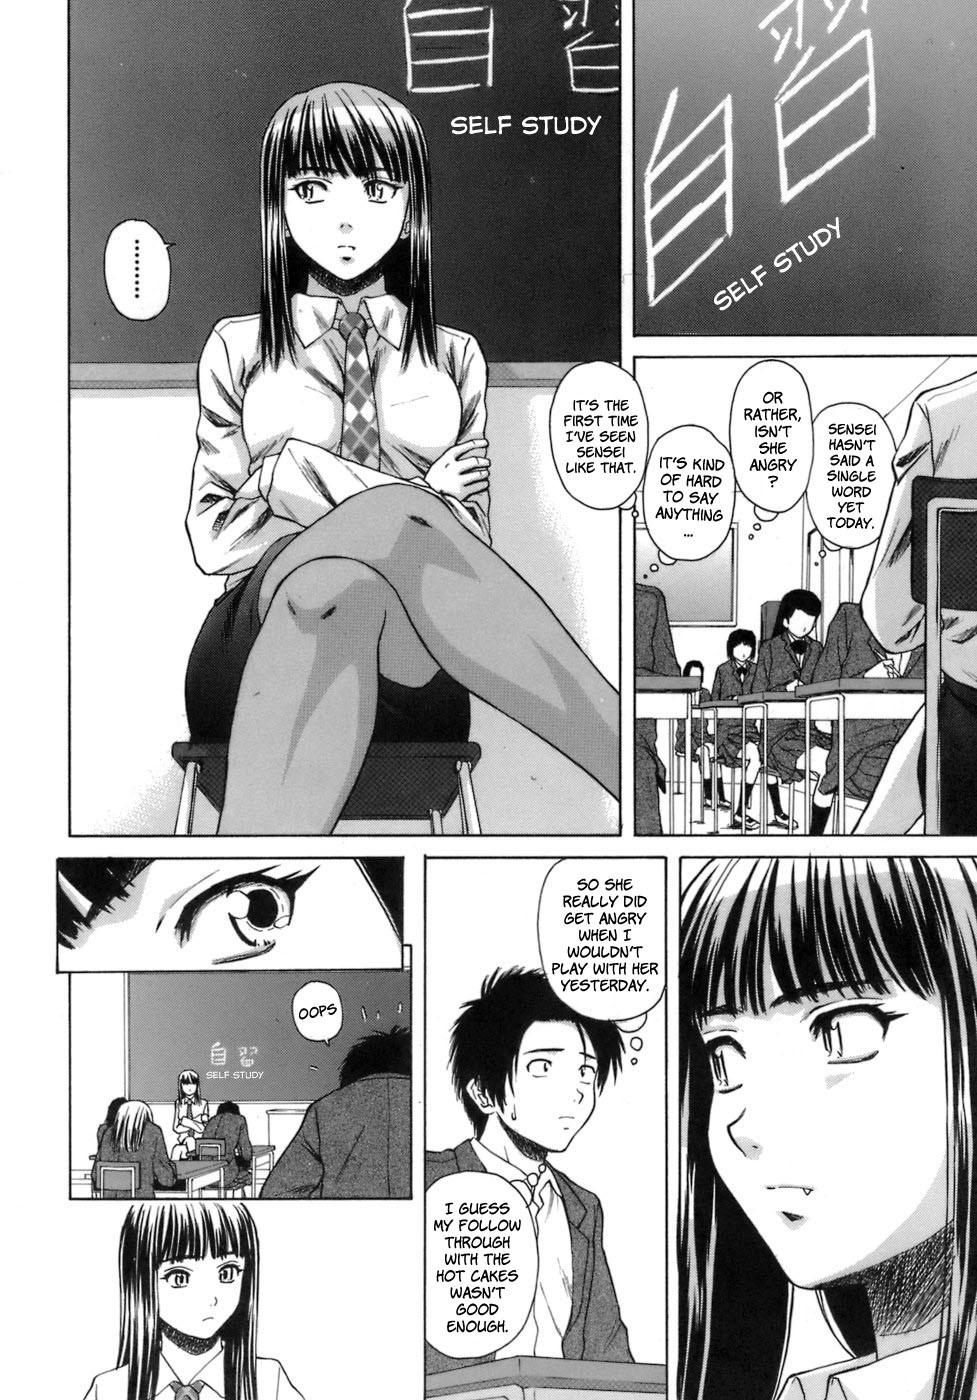 自習
SELF STUDY
自習
SELF STUDY
.........
SENSEI
HASN'T
SAID A
SINGLE
WORD YET
TODAY.
OR
RATHER,
ISN'T
SHE
ANGRY
?
IT'S KIND
OF HARD
TO SAY
ANYTHING
...
IT'S THE
FIRST TIME
I'VE SEEN
SENSEI
LIKE THAT.
SO SHE
REALLY DID
GET ANGRY
WHEN I
WOULDN'T
PLAY WITH HER
YESTERDAY.
I GUESS
MY FOLLOW
THROUGH
WITH THE
HOT CAKES
WASN'T
GOOD
ENOUGH.
OOPS
自習
SELF STUDY